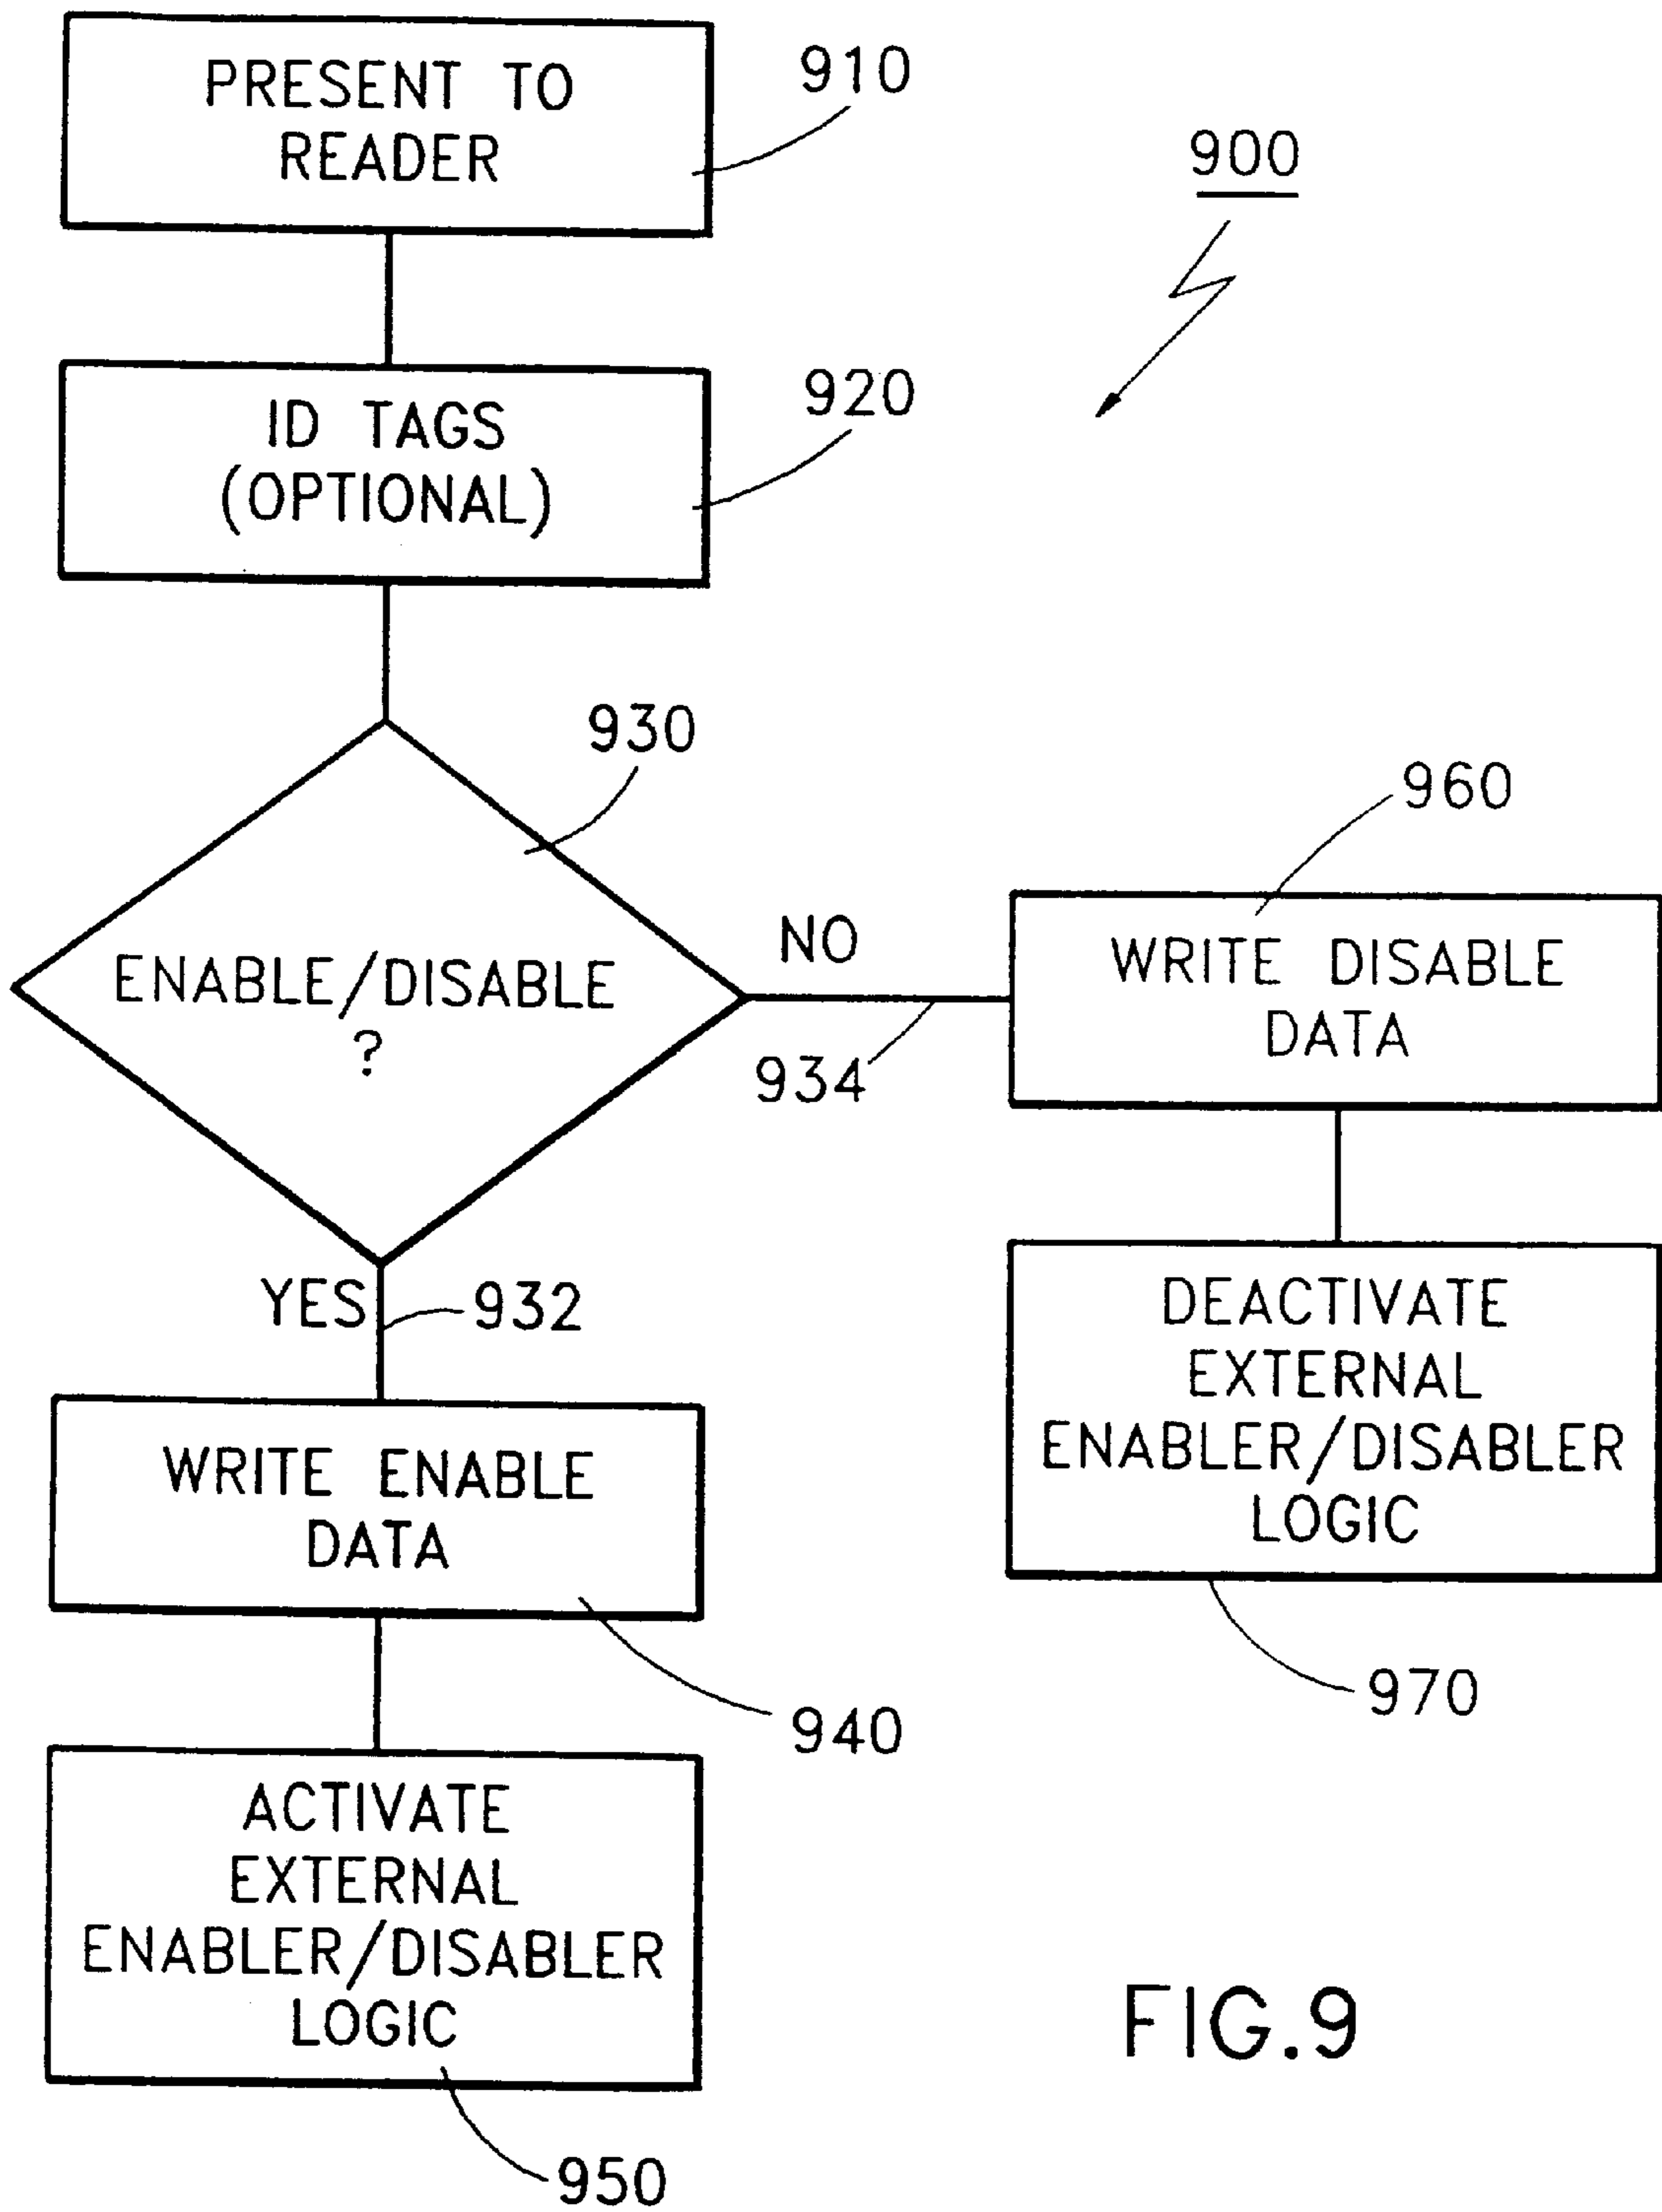 PRESENT TO
READER
910
900
ID TAGS
(OPTIONAL)
920
930
ENABLE/DISABLE
?
NO
934
960
WRITE DISABLE
DATA
YES
932
DEACTIVATE
EXTERNAL
ENABLER/DISABLER
LOGIC
970
WRITE ENABLE
DATA
940
ACTIVATE
EXTERNAL
ENABLER/DISABLER
LOGIC
950
FIG.9